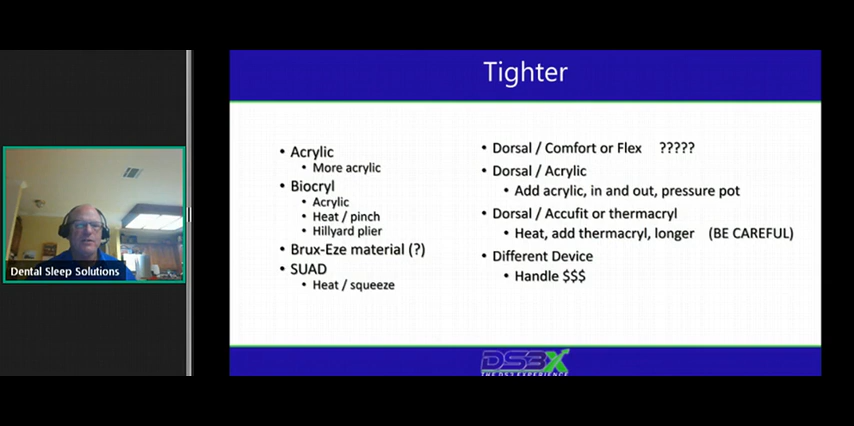 Tighter
• Acrylic
• More acrylic
• Biocryl
• Acrylic
• Heat / pinch
• Hillyard plier
• Brux-Eze material (?)
• SUAD
• Heat / squeeze
• Dorsal / Comfort or Flex ?????
• Dorsal / Acrylic
• Add acrylic, in and out, pressure pot
• Dorsal / Accufit or thermacryl
• Heat, add thermacryl, longer (BE CAREFUL)
• Different Device
• Handle $$$
Dental Sleep Solutions
DS3X
THE DS3 EXPERIENCE